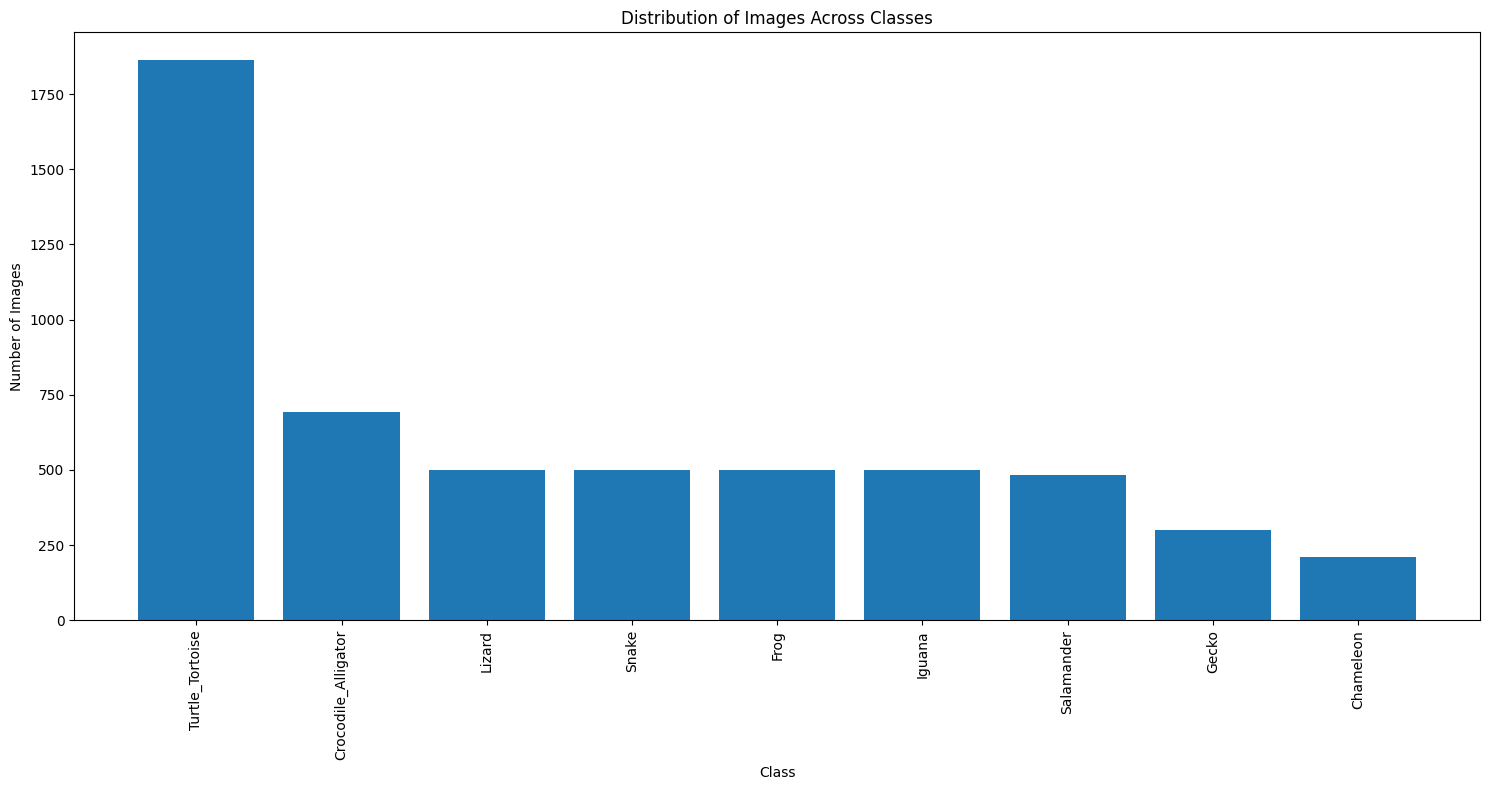 Distribution of Images Across Classes
Number of Images
1750
1500
1250
1000
750
500
250
0
Turtle_Tortoise
Crocodile_Alligator
Lizard
Snake
Frog
Iguana
Salamander
Gecko
Chameleon
Class